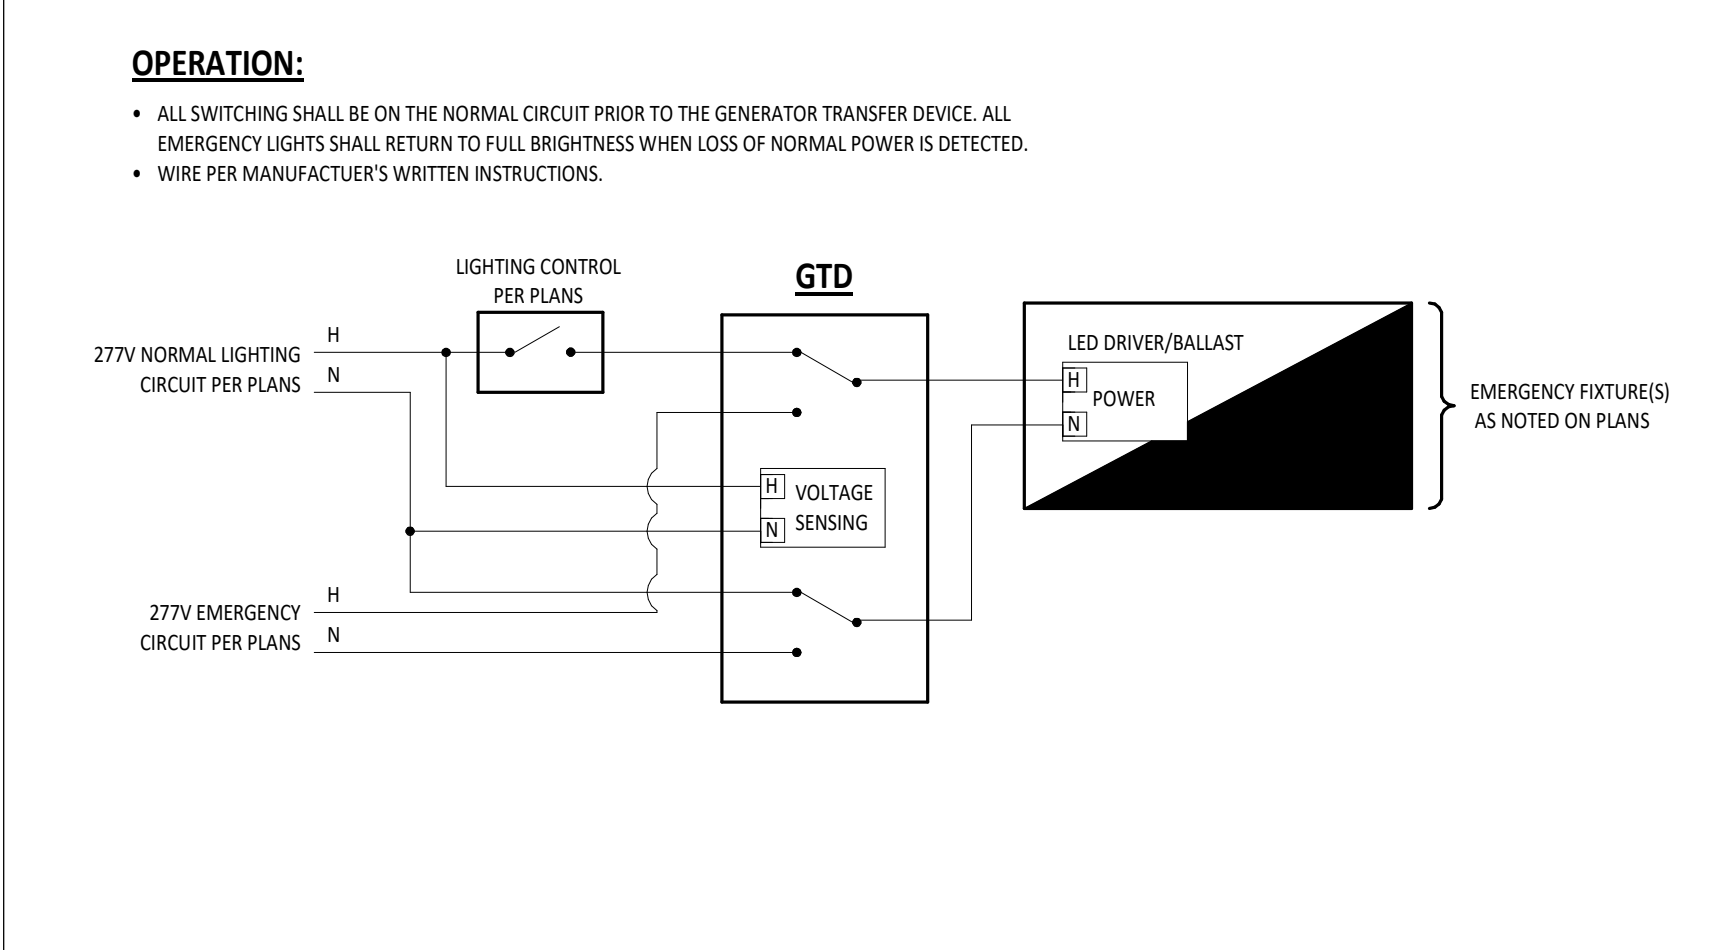 OPERATION:
• ALL SWITCHING SHALL BE ON THE NORMAL CIRCUIT PRIOR TO THE GENERATOR TRANSFER DEVICE. ALL
EMERGENCY LIGHTS SHALL RETURN TO FULL BRIGHTNESS WHEN LOSS OF NORMAL POWER IS DETECTED.
• WIRE PER MANUFACTUER'S WRITTEN INSTRUCTIONS.
LIGHTING CONTROL
PER PLANS
GTD
277V NORMAL LIGHTING
CIRCUIT PER PLANS
H
N
LED DRIVER/BALLAST
H
POWER
N
EMERGENCY FIXTURE(S)
AS NOTED ON PLANS
H
VOLTAGE
SENSING
N
277V EMERGENCY
CIRCUIT PER PLANS
H
N